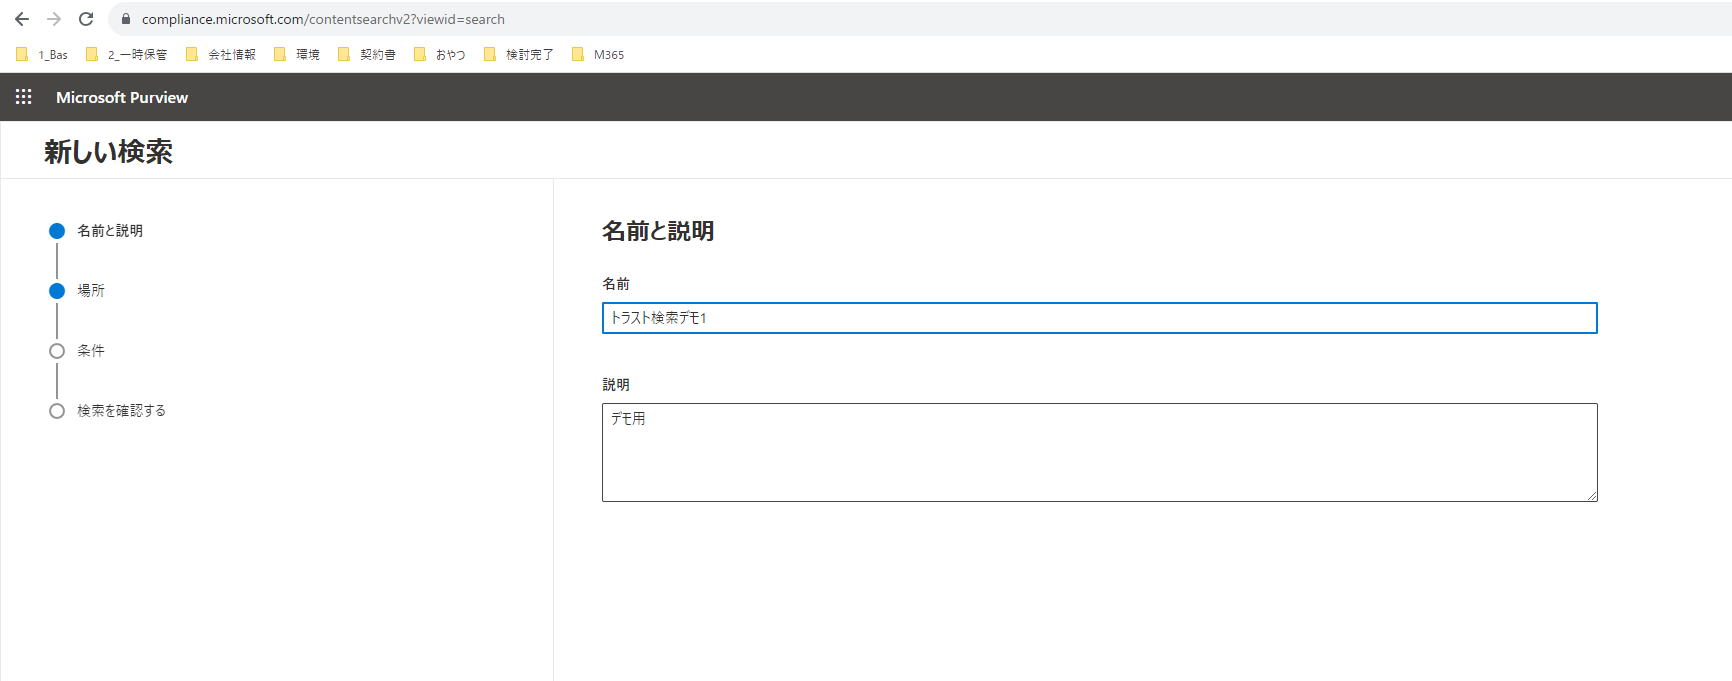 compliance.microsoft.com/contentsearchv2?viewid=search
1_Bas 2_一時保管 会社情報 環境 契約書 おやつ 検討完了 M365
Microsoft Purview
新しい検索
名前と説明
場所
条件
検索を確認する
名前と説明
名前
トラスト検索デモ1
説明
デモ用